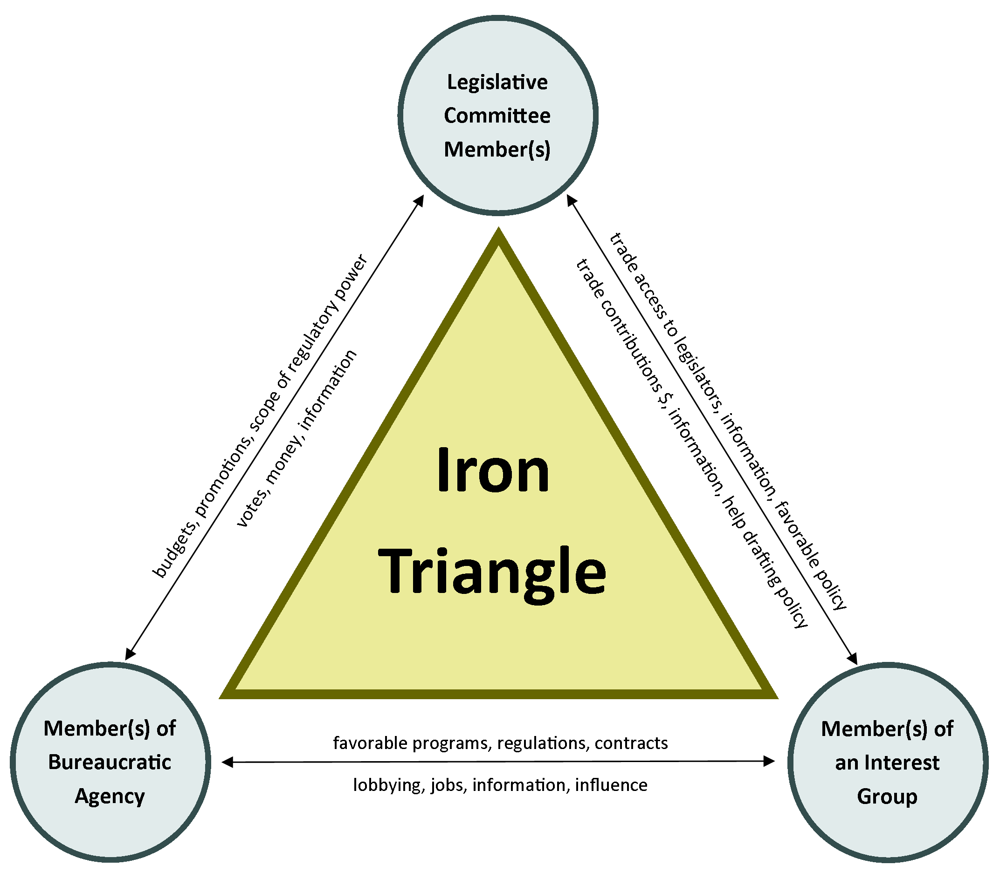 Legislative
Committee
Member(s)
budgets, promotions, scope of regulatory power
votes, money, information
trade access to legislators, information, favorable policy
trade contributions $, information, help drafting policy
Iron
Triangle
Member(s) of
Bureaucratic
Agency
favorable programs, regulations, contracts
lobbying, jobs, information, influence
Member(s) of
an Interest
Group